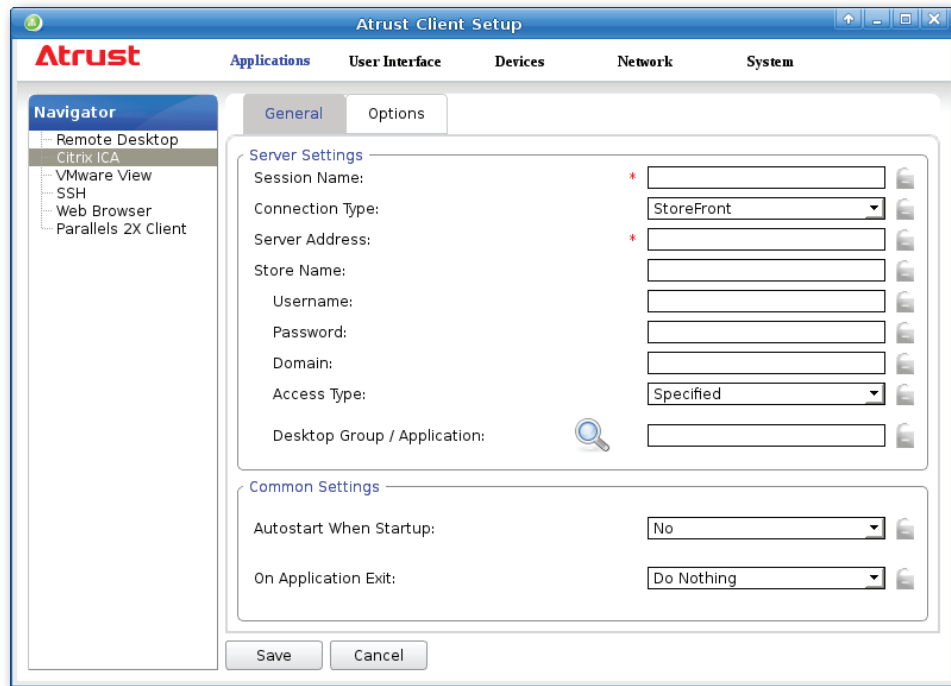 Atrust Client Setup
Atrust
Applications User Interface Devices Network System
Navigator
Remote Desktop
Citrix ICA
VMware View
SSH
Web Browser
Parallels 2X Client
General Options
Server Settings
Session Name: *
Connection Type: StoreFront
Server Address: *
Store Name:
Username:
Password:
Domain:
Access Type: Specified
Desktop Group / Application:
Common Settings
Autostart When Startup: No
On Application Exit: Do Nothing
Save Cancel